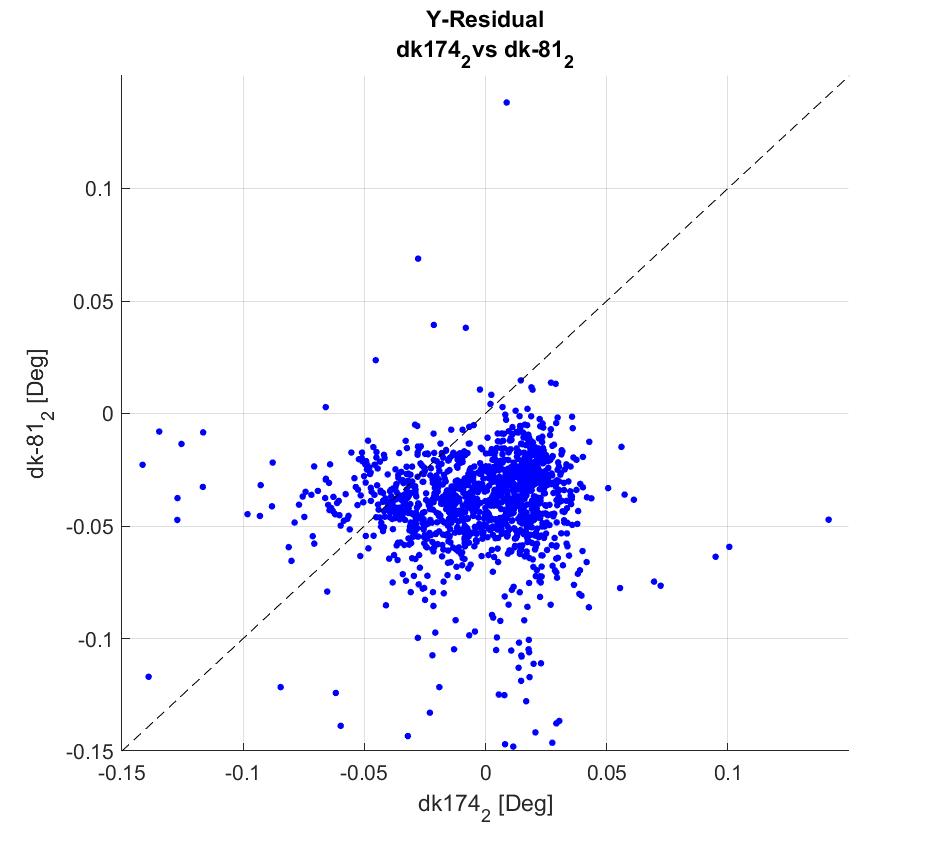 Y-Residual
dk174₂vs dk-81₂
0.1
0.05
0
-0.05
-0.1
-0.15
dk-81₂ [Deg]
-0.15 -0.1 -0.05 0 0.05 0.1
dk174₂ [Deg]